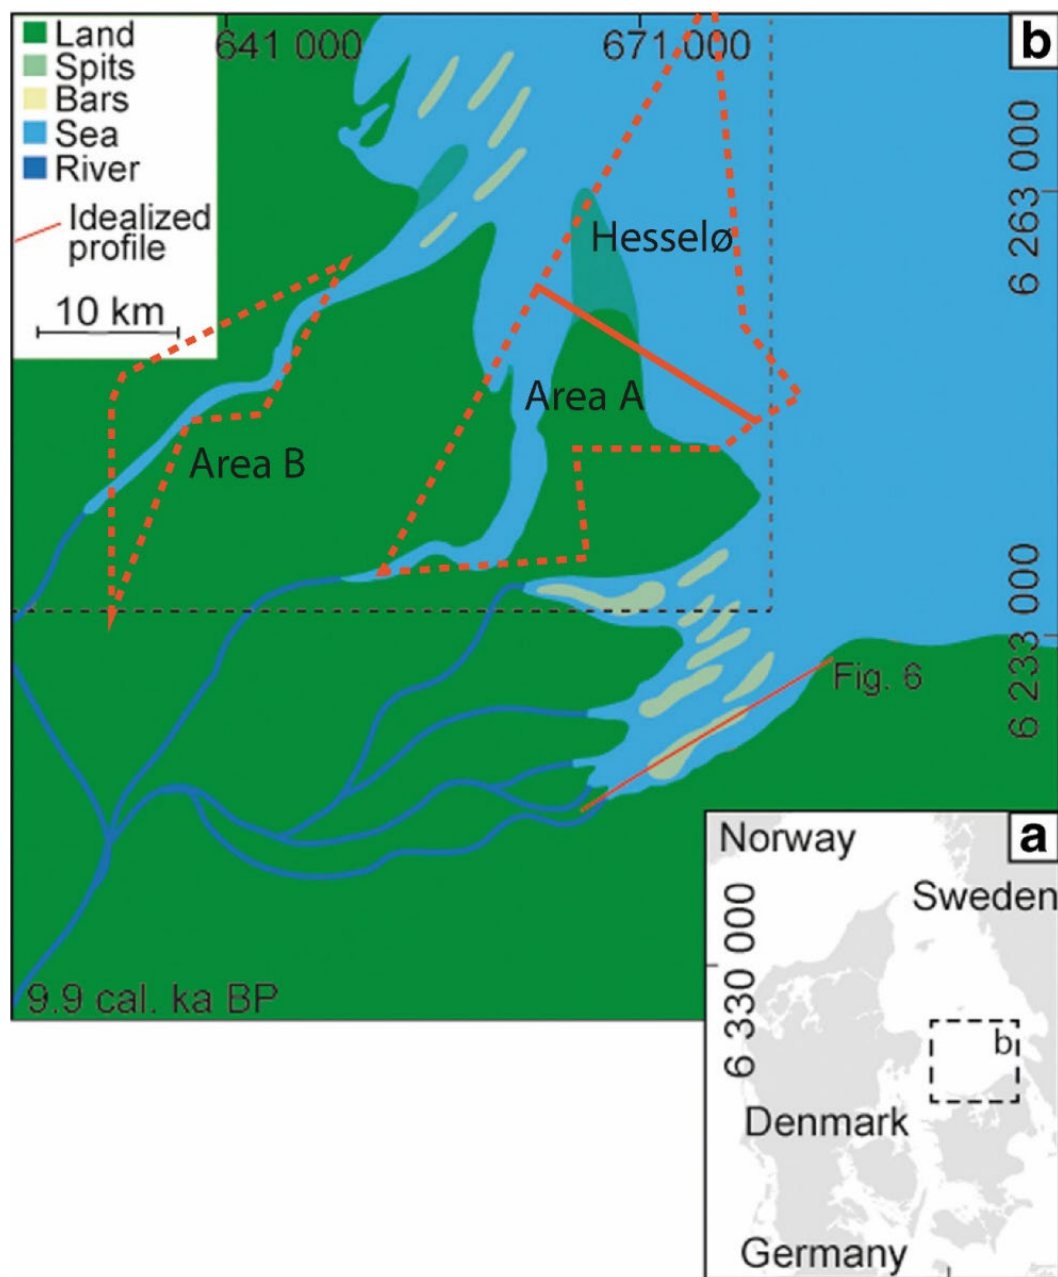 Land
Spits
Bars
Sea
River
Idealized
profile
10 km
641 000
671 000
b
6 263 000
Hesselø
Area A
Area B
6 233 000
Fig. 6
9.9 cal. ka BP
a
Norway
Sweden
6 330 000
b
Denmark
Germany